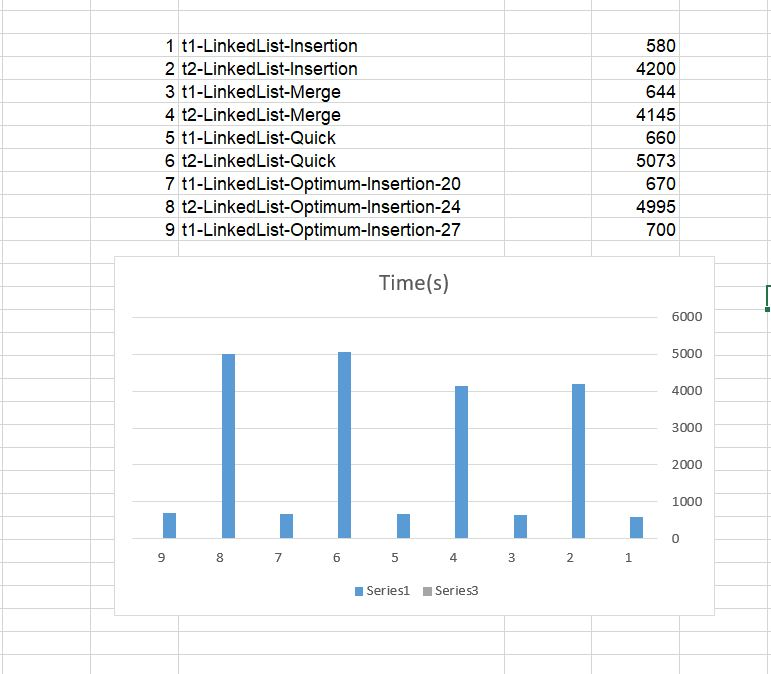 1 t1-LinkedList-Insertion 580
2 t2-LinkedList-Insertion 4200
3 t1-LinkedList-Merge 644
4 t2-LinkedList-Merge 4145
5 t1-LinkedList-Quick 660
6 t2-LinkedList-Quick 5073
7 t1-LinkedList-Optimum-Insertion-20 670
8 t2-LinkedList-Optimum-Insertion-24 4995
9 t1-LinkedList-Optimum-Insertion-27 700
Time(s)
6000
5000
4000
3000
2000
1000
0
9 8 7 6 5 4 3 2 1
Series1 Series3